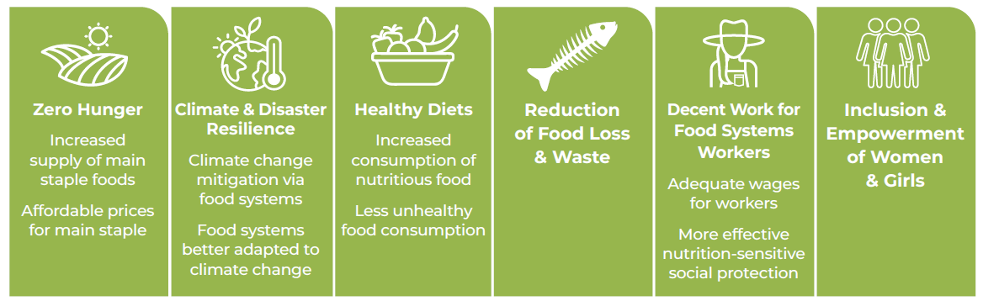 Zero Hunger
Increased
supply of main
staple foods
Affordable prices
for main staple
Climate & Disaster
Resilience
Climate change
mitigation via
food systems
Food systems
better adapted to
climate change
Healthy Diets
Increased
consumption of
nutritious food
Less unhealthy
food consumption
Reduction
of Food Loss
& Waste
Decent Work for
Food Systems
Workers
Adequate wages
for workers
More effective
nutrition-sensitive
social protection
Inclusion &
Empowerment
of Women
& Girls